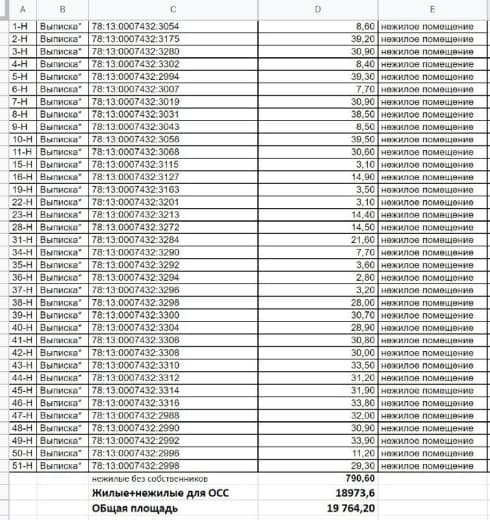 A B C D E
1-Н Выписка* 78:13:0007432:3054 8,60 нежилое помещение
2-Н Выписка* 78:13:0007432:3175 39,20 нежилое помещение
3-Н Выписка* 78:13:0007432:3280 30,90 нежилое помещение
4-Н Выписка* 78:13:0007432:3302 8,40 нежилое помещение
5-Н Выписка* 78:13:0007432:2994 39,30 нежилое помещение
6-Н Выписка* 78:13:0007432:3007 7,70 нежилое помещение
7-Н Выписка* 78:13:0007432:3019 30,90 нежилое помещение
8-Н Выписка* 78:13:0007432:3031 38,50 нежилое помещение
9-Н Выписка* 78:13:0007432:3043 8,50 нежилое помещение
10-Н Выписка* 78:13:0007432:3056 39,50 нежилое помещение
11-Н Выписка* 78:13:0007432:3068 30,60 нежилое помещение
15-Н Выписка* 78:13:0007432:3115 3,10 нежилое помещение
16-Н Выписка* 78:13:0007432:3127 14,90 нежилое помещение
19-Н Выписка* 78:13:0007432:3163 3,50 нежилое помещение
22-Н Выписка* 78:13:0007432:3201 3,10 нежилое помещение
23-Н Выписка* 78:13:0007432:3213 14,40 нежилое помещение
28-Н Выписка* 78:13:0007432:3272 14,50 нежилое помещение
31-Н Выписка* 78:13:0007432:3284 21,60 нежилое помещение
34-Н Выписка* 78:13:0007432:3290 7,70 нежилое помещение
35-Н Выписка* 78:13:0007432:3292 3,60 нежилое помещение
36-Н Выписка* 78:13:0007432:3294 2,80 нежилое помещение
37-Н Выписка* 78:13:0007432:3296 3,20 нежилое помещение
38-Н Выписка* 78:13:0007432:3298 28,00 нежилое помещение
39-Н Выписка* 78:13:0007432:3300 30,70 нежилое помещение
40-Н Выписка* 78:13:0007432:3304 28,90 нежилое помещение
41-Н Выписка* 78:13:0007432:3306 30,80 нежилое помещение
42-Н Выписка* 78:13:0007432:3308 30,00 нежилое помещение
43-Н Выписка* 78:13:0007432:3310 33,50 нежилое помещение
44-Н Выписка* 78:13:0007432:3312 31,20 нежилое помещение
45-Н Выписка* 78:13:0007432:3314 31,90 нежилое помещение
46-Н Выписка* 78:13:0007432:3316 33,80 нежилое помещение
47-Н Выписка* 78:13:0007432:2988 32,00 нежилое помещение
48-Н Выписка* 78:13:0007432:2990 30,90 нежилое помещение
49-Н Выписка* 78:13:0007432:2992 33,90 нежилое помещение
50-Н Выписка* 78:13:0007432:2996 11,20 нежилое помещение
51-Н Выписка* 78:13:0007432:2998 29,30 нежилое помещение
нежилые без собственников 790,60
Жилые+нежилые для ОСС 18973,6
ОБщая площадь 19 764,20